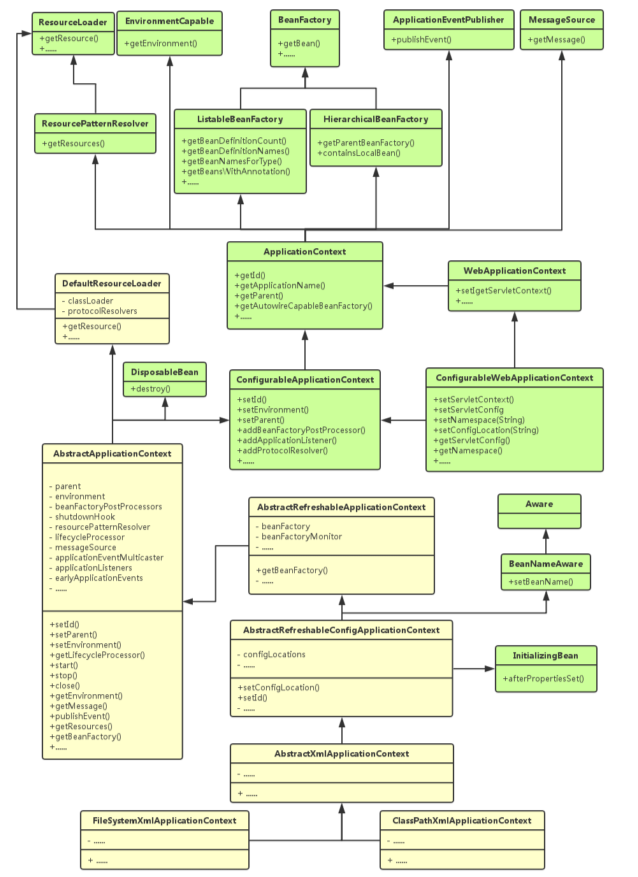 ResourceLoader
+getResource()
+......
EnvironmentCapable
+getEnvironment()
BeanFactory
+getBean()
+......
ApplicationEventPublisher
+publishEvent()
MessageSource
+getMessage()
ResourcePatternResolver
+getResources()
ListableBeanFactory
+getBeanDefinitionCount()
+getBeanDefinitionNames()
+getBeanNamesForType()
+getBeansWithAnnotation()
+......
HierarchicalBeanFactory
+getParentBeanFactory()
+containsLocalBean()
ApplicationContext
+getId()
+getApplicationName()
+getParent()
+getAutowireCapableBeanFactory()
+......
WebApplicationContext
+setIgetServletContext()
+......
DefaultResourceLoader
- classLoader
- protocolResolvers
+getResource()
+......
DisposableBean
+destroy()
ConfigurableApplicationContext
+setId()
+setEnvironment()
+setParent()
+addBeanFactoryPostProcessor()
+addApplicationListener()
+addProtocolResolver()
+......
ConfigurableWebApplicationContext
+setServletContext()
+setServletConfig
+setNamespace(String)
+setConfigLocation(String)
+getServletConfig()
+getNamespace()
+......
AbstractApplicationContext
- parent
- environment
- beanFactoryPostProcessors
- shutdownHook
- resourcePatternResolver
- lifecycleProcessor
- messageSource
- applicationEventMulticaster
- applicationListeners
- earlyApplicationEvents
- ......
+setId()
+setParent()
+setEnvironment()
+getLifecycleProcessor()
+start()
+stop()
+close()
+getEnvironment()
+getMessage()
+publishEvent()
+getResources()
+getBeanFactory()
+......
AbstractRefreshableApplicationContext
- beanFactory
- beanFactoryMonitor
- ......
+getBeanFactory()
- ......
Aware
BeanNameAware
+setBeanName()
AbstractRefreshableConfigApplicationContext
- configLocations
- ......
+setConfigLocation()
+setId()
- ......
InitializingBean
+afterPropertiesSet()
AbstractXmlApplicationContext
- ......
+ ......
FileSystemXmlApplicationContext
- ......
+ ......
ClassPathXmlApplicationContext
- ......
+ ......